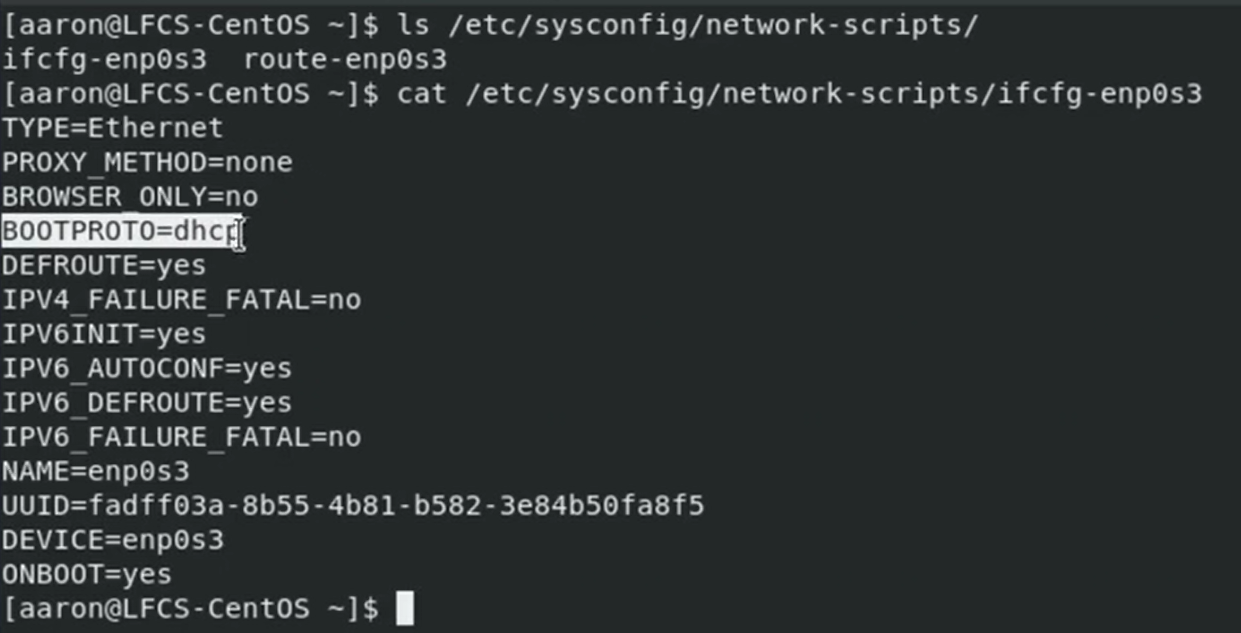 [aaron@LFCS-CentOS ~]$ ls /etc/sysconfig/network-scripts/
ifcfg-enp0s3  route-enp0s3
[aaron@LFCS-CentOS ~]$ cat /etc/sysconfig/network-scripts/ifcfg-enp0s3
TYPE=Ethernet
PROXY_METHOD=none
BROWSER_ONLY=no
BOOTPROTO=dhcp
DEFROUTE=yes
IPV4_FAILURE_FATAL=no
IPV6INIT=yes
IPV6_AUTOCONF=yes
IPV6_DEFROUTE=yes
IPV6_FAILURE_FATAL=no
NAME=enp0s3
UUID=fadff03a-8b55-4b81-b582-3e84b50fa8f5
DEVICE=enp0s3
ONBOOT=yes
[aaron@LFCS-CentOS ~]$